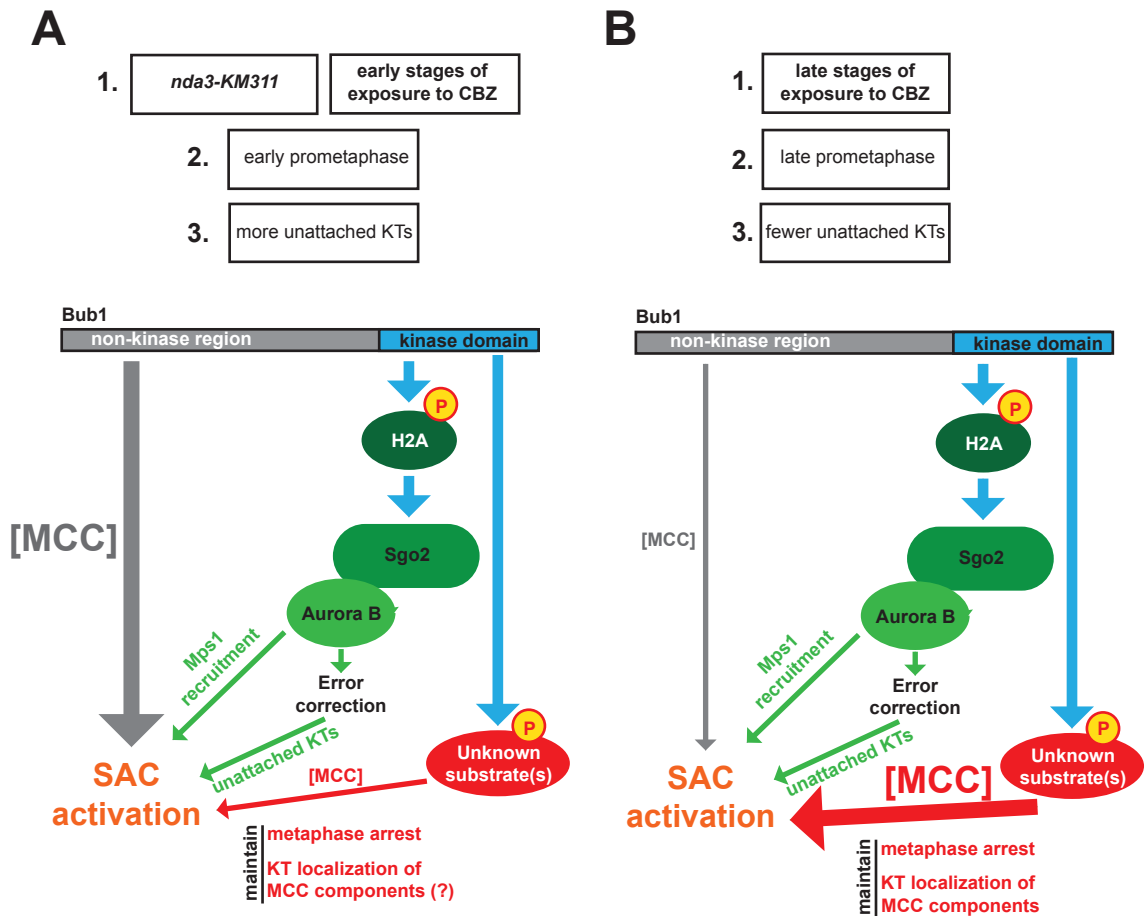 A
1.
nda3-KM311
early stages of
exposure to CBZ
2.
early prometaphase
3.
more unattached KTs
Bub1
non-kinase region
kinase domain
P
H2A
[MCC]
Sgo2
Aurora B
Mps1
recruitment
Error
correction
unattached KTs
P
Unknown
substrate(s)
[MCC]
SAC
activation
maintain
metaphase arrest
KT localization of
MCC components (?)
B
1.
late stages of
exposure to CBZ
2.
late prometaphase
3.
fewer unattached KTs
Bub1
non-kinase region
kinase domain
P
H2A
[MCC]
Sgo2
Aurora B
Mps1
recruitment
Error
correction
unattached KTs
P
Unknown
substrate(s)
[MCC]
SAC
activation
maintain
metaphase arrest
KT localization of
MCC components